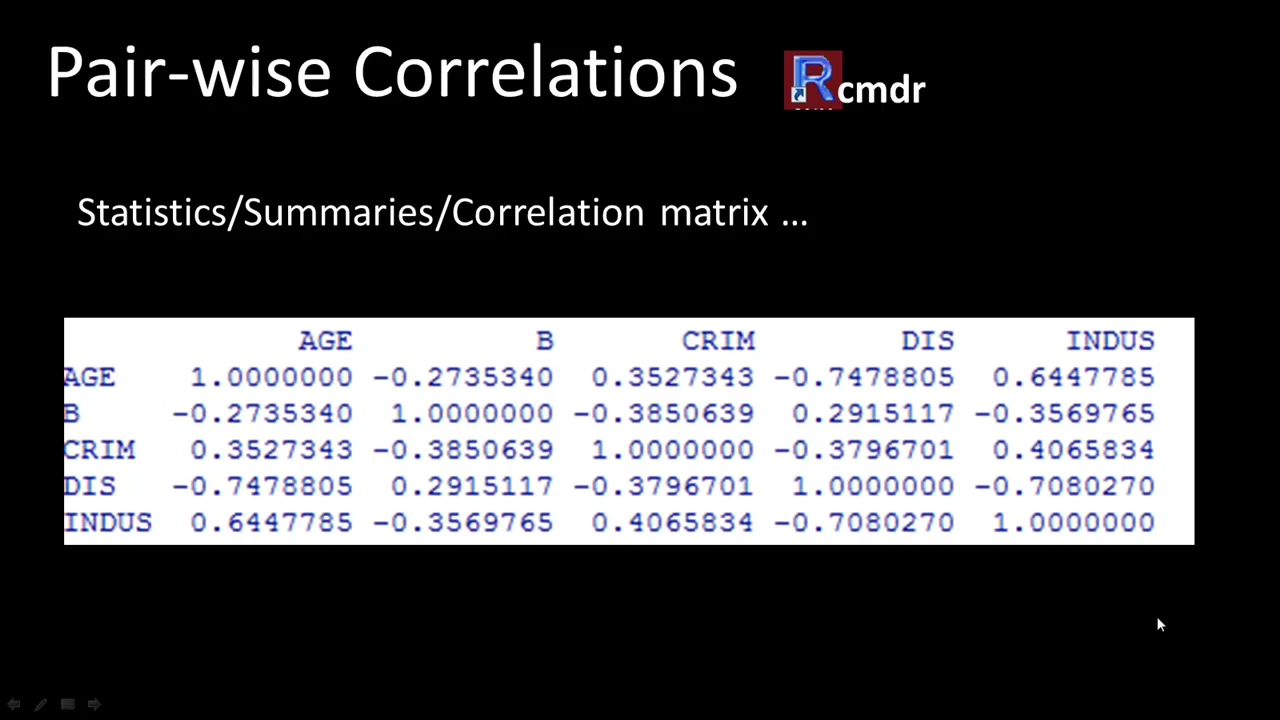 Pair-wise Correlations R cmdr
Statistics/Summaries/Correlation matrix ...
AGE B CRIM DIS INDUS
AGE 1.0000000 -0.2735340 0.3527343 -0.7478805 0.6447785
B -0.2735340 1.0000000 -0.3850639 0.2915117 -0.3569765
CRIM 0.3527343 -0.3850639 1.0000000 -0.3796701 0.4065834
DIS -0.7478805 0.2915117 -0.3796701 1.0000000 -0.7080270
INDUS 0.6447785 -0.3569765 0.4065834 -0.7080270 1.0000000